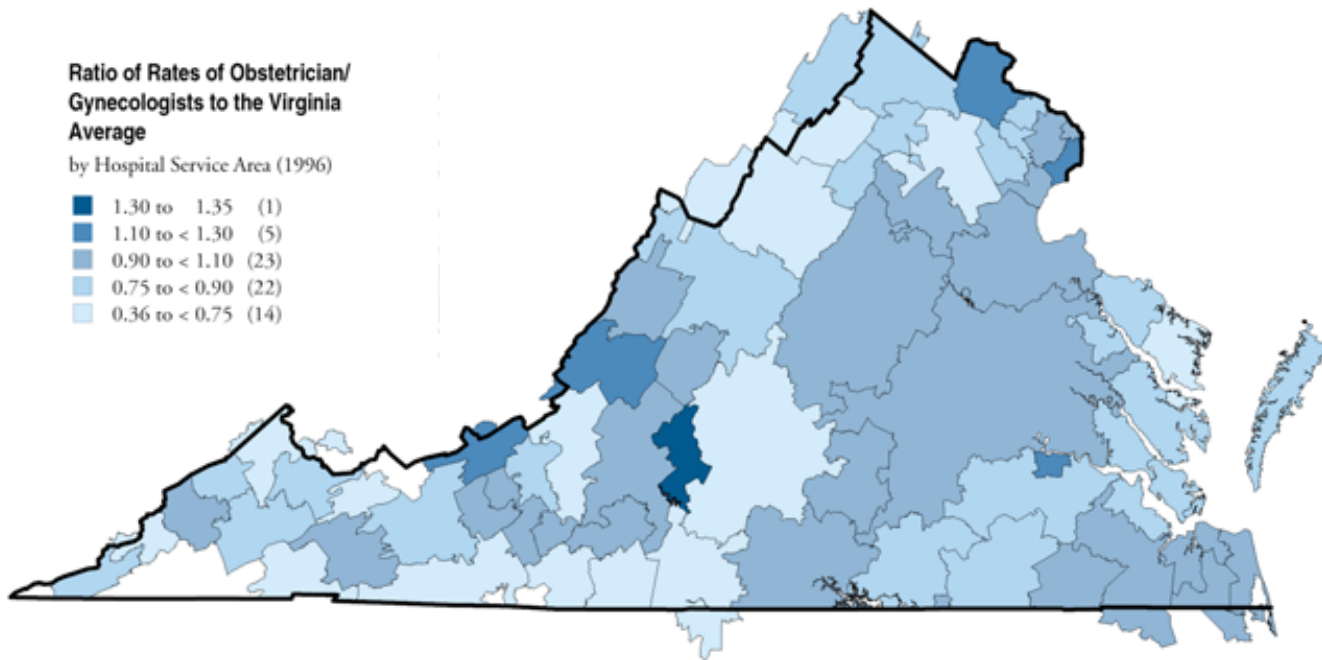 Ratio of Rates of Obstetrician/
Gynecologists to the Virginia
Average
by Hospital Service Area (1996)
1.30 to 1.35 (1)
1.10 to < 1.30 (5)
0.90 to < 1.10 (23)
0.75 to < 0.90 (22)
0.36 to < 0.75 (14)